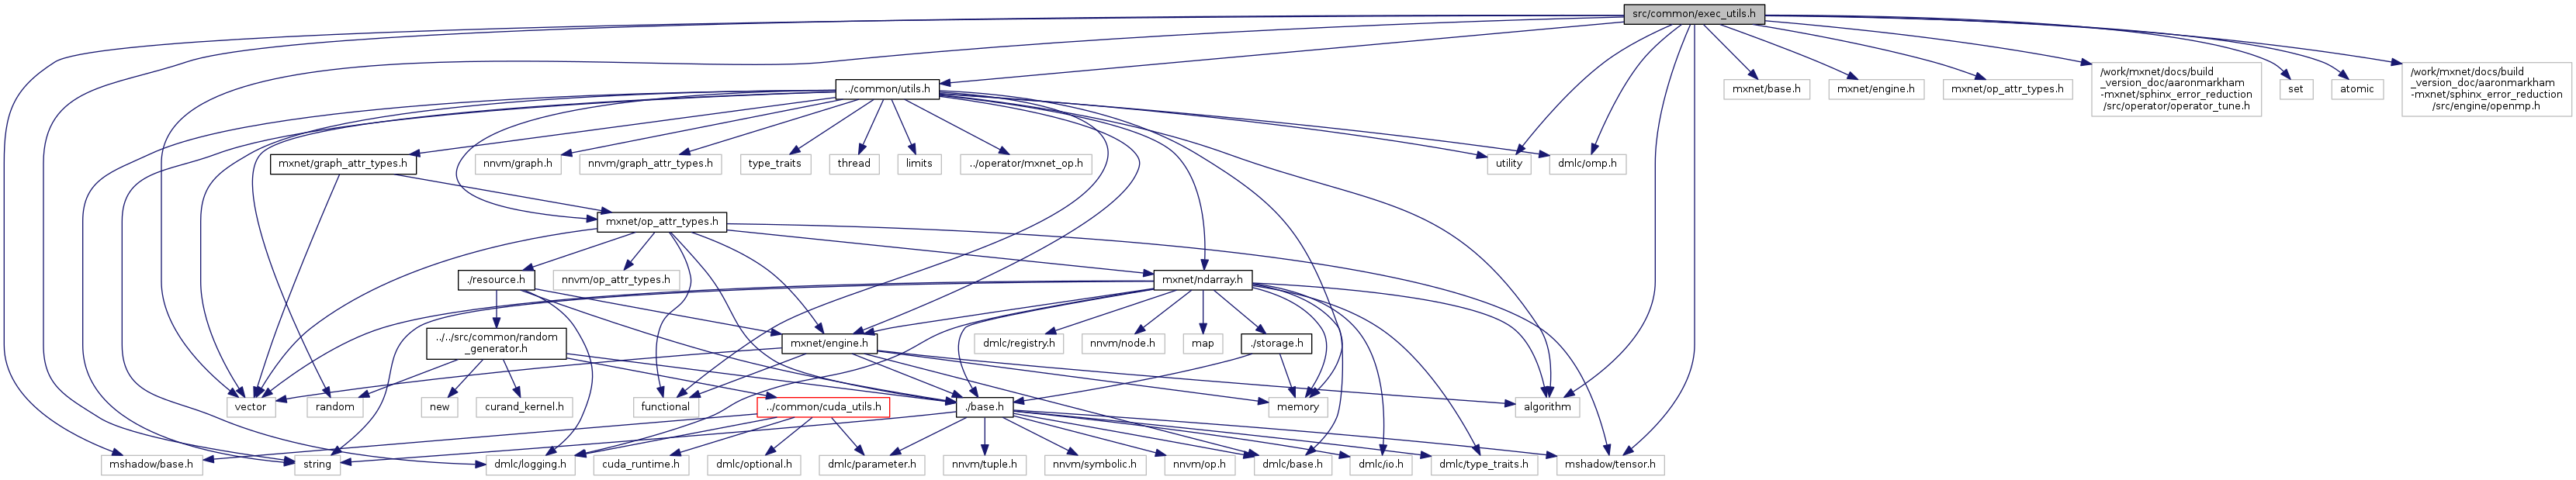 src/common/exec_utils.h
../common/utils.h
mxnet/base.h
mxnet/engine.h
mxnet/op_attr_types.h
/work/mxnet/docs/build
_version_doc/aaronmarkham
-mxnet/sphinx_error_reduction
/src/operator/operator_tune.h
set
atomic
/work/mxnet/docs/build
_version_doc/aaronmarkham
-mxnet/sphinx_error_reduction
/src/engine/openmp.h
mxnet/graph_attr_types.h
nnvm/graph.h
nnvm/graph_attr_types.h
type_traits
thread
limits
../operator/mxnet_op.h
utility
dmlc/omp.h
mxnet/op_attr_types.h
./resource.h
nnvm/op_attr_types.h
mxnet/ndarray.h
../../src/common/random
_generator.h
mxnet/engine.h
dmlc/registry.h
nnvm/node.h
map
./storage.h
vector
random
new
curand_kernel.h
functional
../common/cuda_utils.h
./base.h
memory
algorithm
mshadow/base.h
string
dmlc/logging.h
cuda_runtime.h
dmlc/optional.h
dmlc/parameter.h
nnvm/tuple.h
nnvm/symbolic.h
nnvm/op.h
dmlc/base.h
dmlc/io.h
dmlc/type_traits.h
mshadow/tensor.h